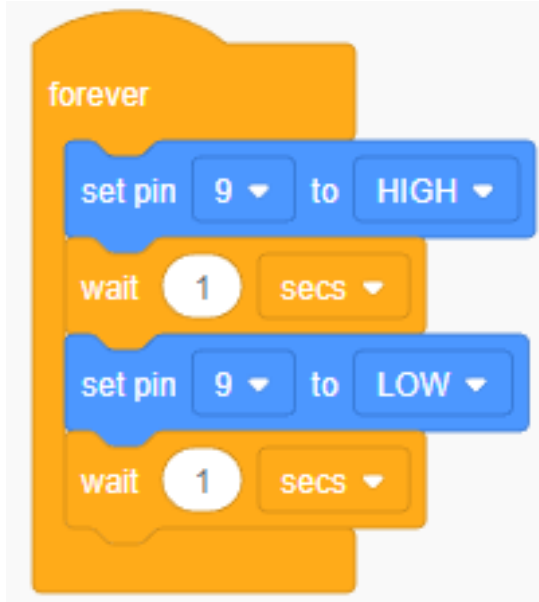 forever
set pin 9 to HIGH
wait 1 secs
set pin 9 to LOW
wait 1 secs